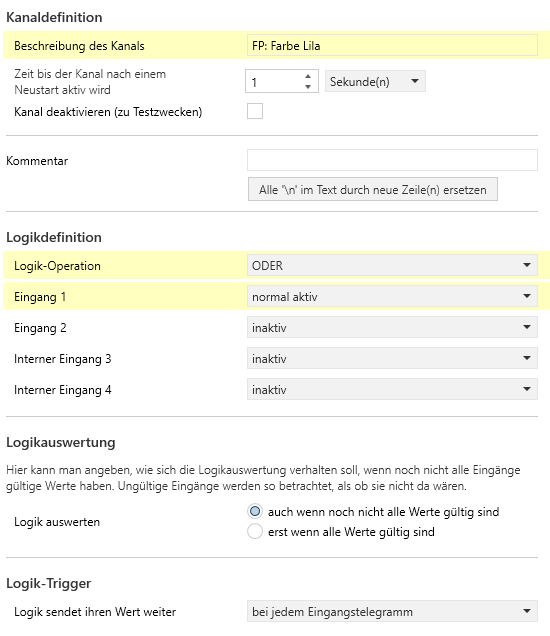 Kanaldefinition
Beschreibung des Kanals FP: Farbe Lila
Zeit bis der Kanal nach einem
Neustart aktiv wird
1 Sekunde(n)
Kanal deaktivieren (zu Testzwecken)
Kommentar
Alle '\n' im Text durch neue Zeile(n) ersetzen
Logikdefinition
Logik-Operation ODER
Eingang 1 normal aktiv
Eingang 2 inaktiv
Interner Eingang 3 inaktiv
Interner Eingang 4 inaktiv
Logikauswertung
Hier kann man angeben, wie sich die Logikauswertung verhalten soll, wenn noch nicht alle Eingänge
gültige Werte haben. Ungültige Eingänge werden so betrachtet, als ob sie nicht da wären.
Logik auswerten
auch wenn noch nicht alle Werte gültig sind
erst wenn alle Werte gültig sind
Logik-Trigger
Logik sendet ihren Wert weiter bei jedem Eingangstelegramm